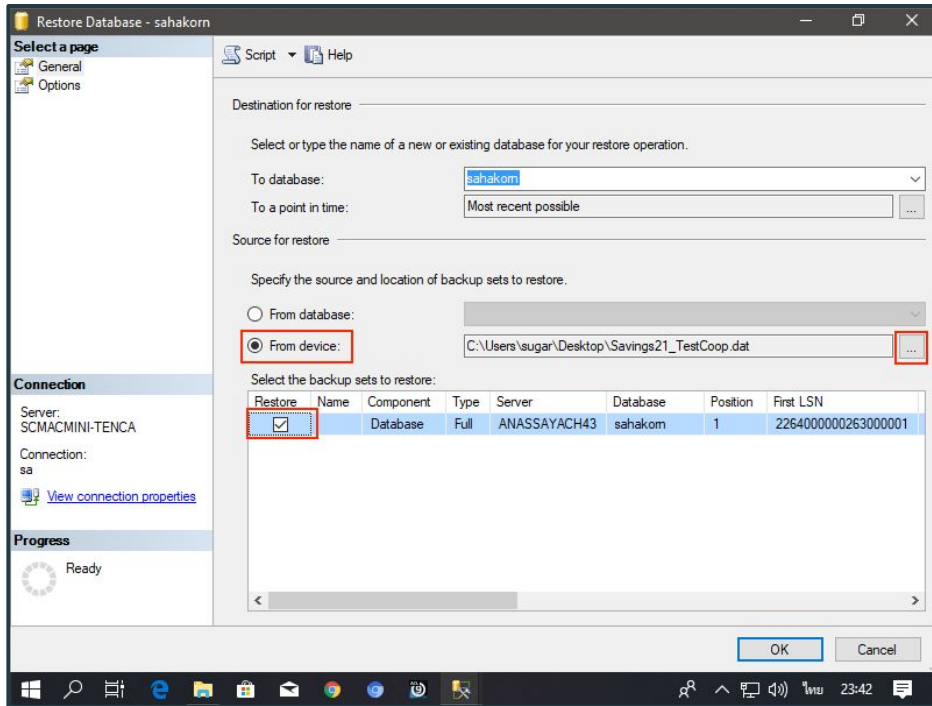 Restore Database - sahakorn
Select a page
General
Options
Script
Help
Destination for restore
Select or type the name of a new or existing database for your restore operation.
To database:
sahakorn
To a point in time:
Most recent possible
...
Source for restore
Specify the source and location of backup sets to restore.
From database:
From device:
C:\Users\sugar\Desktop\Savings21_TestCoop.dat
...
Select the backup sets to restore:
Restore Name Component Type Server Database Position First LSN
Database Full ANASSAYACH43 sahakorn 1 2264000000263000001
Connection
Server:
SCMACMINI-TENCA
Connection:
sa
View connection properties
Progress
Ready
OK
Cancel
ไทย
23:42